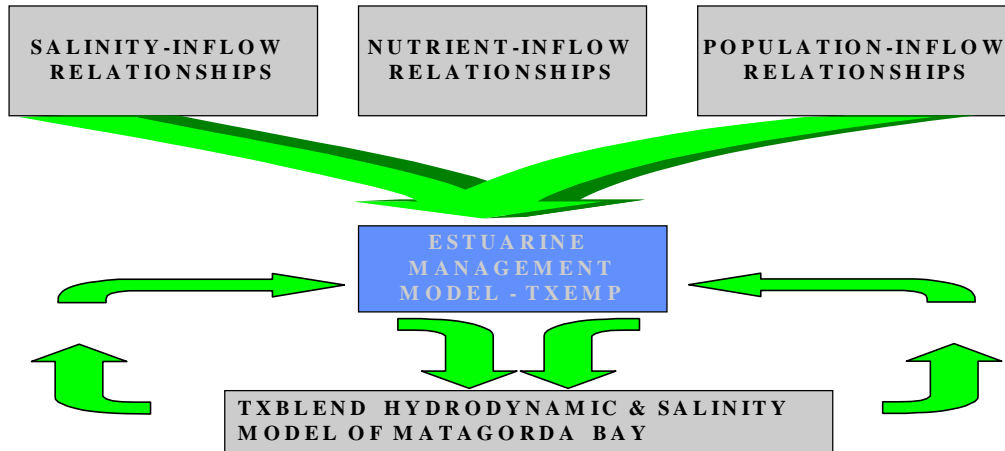 SALINITY-INFLOW
RELATIONSHIPS
NUTRIENT-INFLOW
RELATIONSHIPS
POPULATION-INFLOW
RELATIONSHIPS
ESTUARINE
MANAGEMENT
MODEL - TXEMP
TXBLEND HYDRODYNAMIC & SALINITY
MODEL OF MATAGORDA BAY